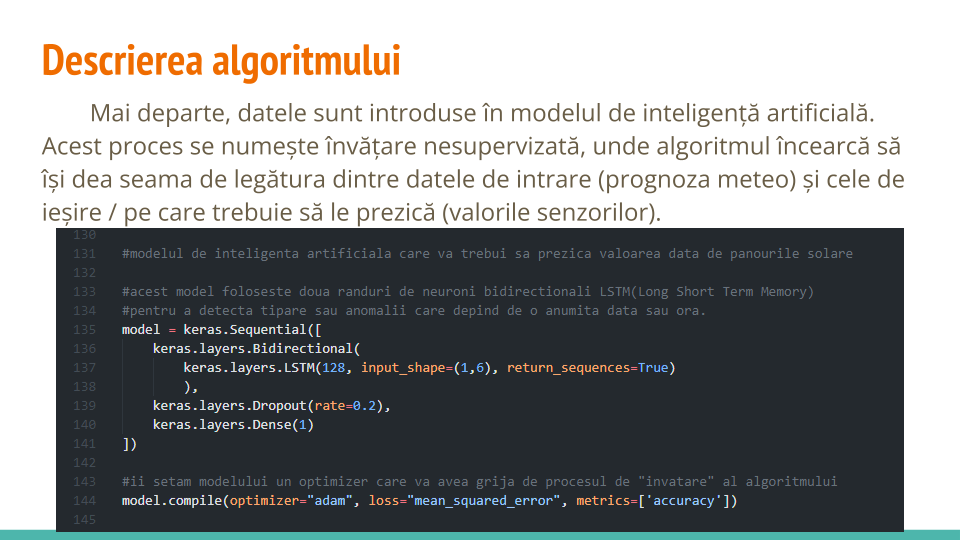 Descrierea algoritmului
Mai departe, datele sunt introduse în modelul de inteligență artificială.
Acest proces se numește învățare nesupervizată, unde algoritmul încearcă să
își dea seama de legătura dintre datele de intrare (prognoza meteo) și cele de
ieșire / pe care trebuie să le prezică (valorile senzorilor).
130
131 #modelul de inteligenta artificiala care va trebui sa prezica valoarea data de panourile solare
132
133 #acest model foloseste doua randuri de neuroni bidirectionali LSTM(Long Short Term Memory)
134 #pentru a detecta tipare sau anomalii care depind de o anumita data sau ora.
135 model = keras.Sequential([
136     keras.layers.Bidirectional(
137         keras.layers.LSTM(128, input_shape=(1,6), return_sequences=True)
138         ),
139     keras.layers.Dropout(rate=0.2),
140     keras.layers.Dense(1)
141 ])
142
143 #ii setam modelului un optimizer care va avea grija de procesul de "invatare" al algoritmului
144 model.compile(optimizer="adam", loss="mean_squared_error", metrics=['accuracy'])
145